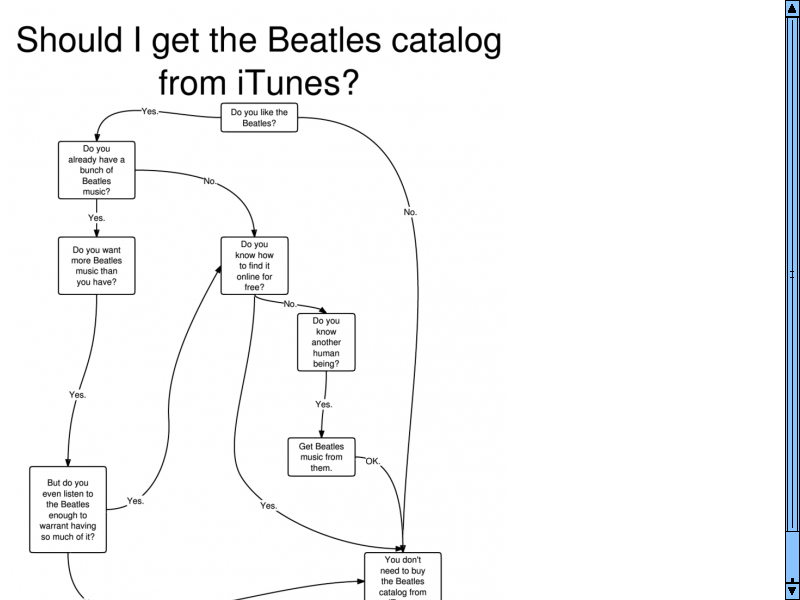 Should I get the Beatles catalog
from iTunes?
Do you like the
Beatles?
Yes.
No.
Do you
already have a
bunch of
Beatles
music?
No.
Yes.
Do you want
more Beatles
music than
you have?
Do you
know how
to find it
online for
free?
No.
Do you
know
another
human
being?
Yes.
Yes.
Get Beatles
music from
them.
OK.
But do you
even listen to
the Beatles
enough to
warrant having
so much of it?
Yes.
Yes.
You don't
need to buy
the Beatles
catalog from